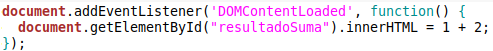 document.addEventListener('DOMContentLoaded', function() {
  document.getElementById("resultadoSuma").innerHTML = 1 + 2;
});